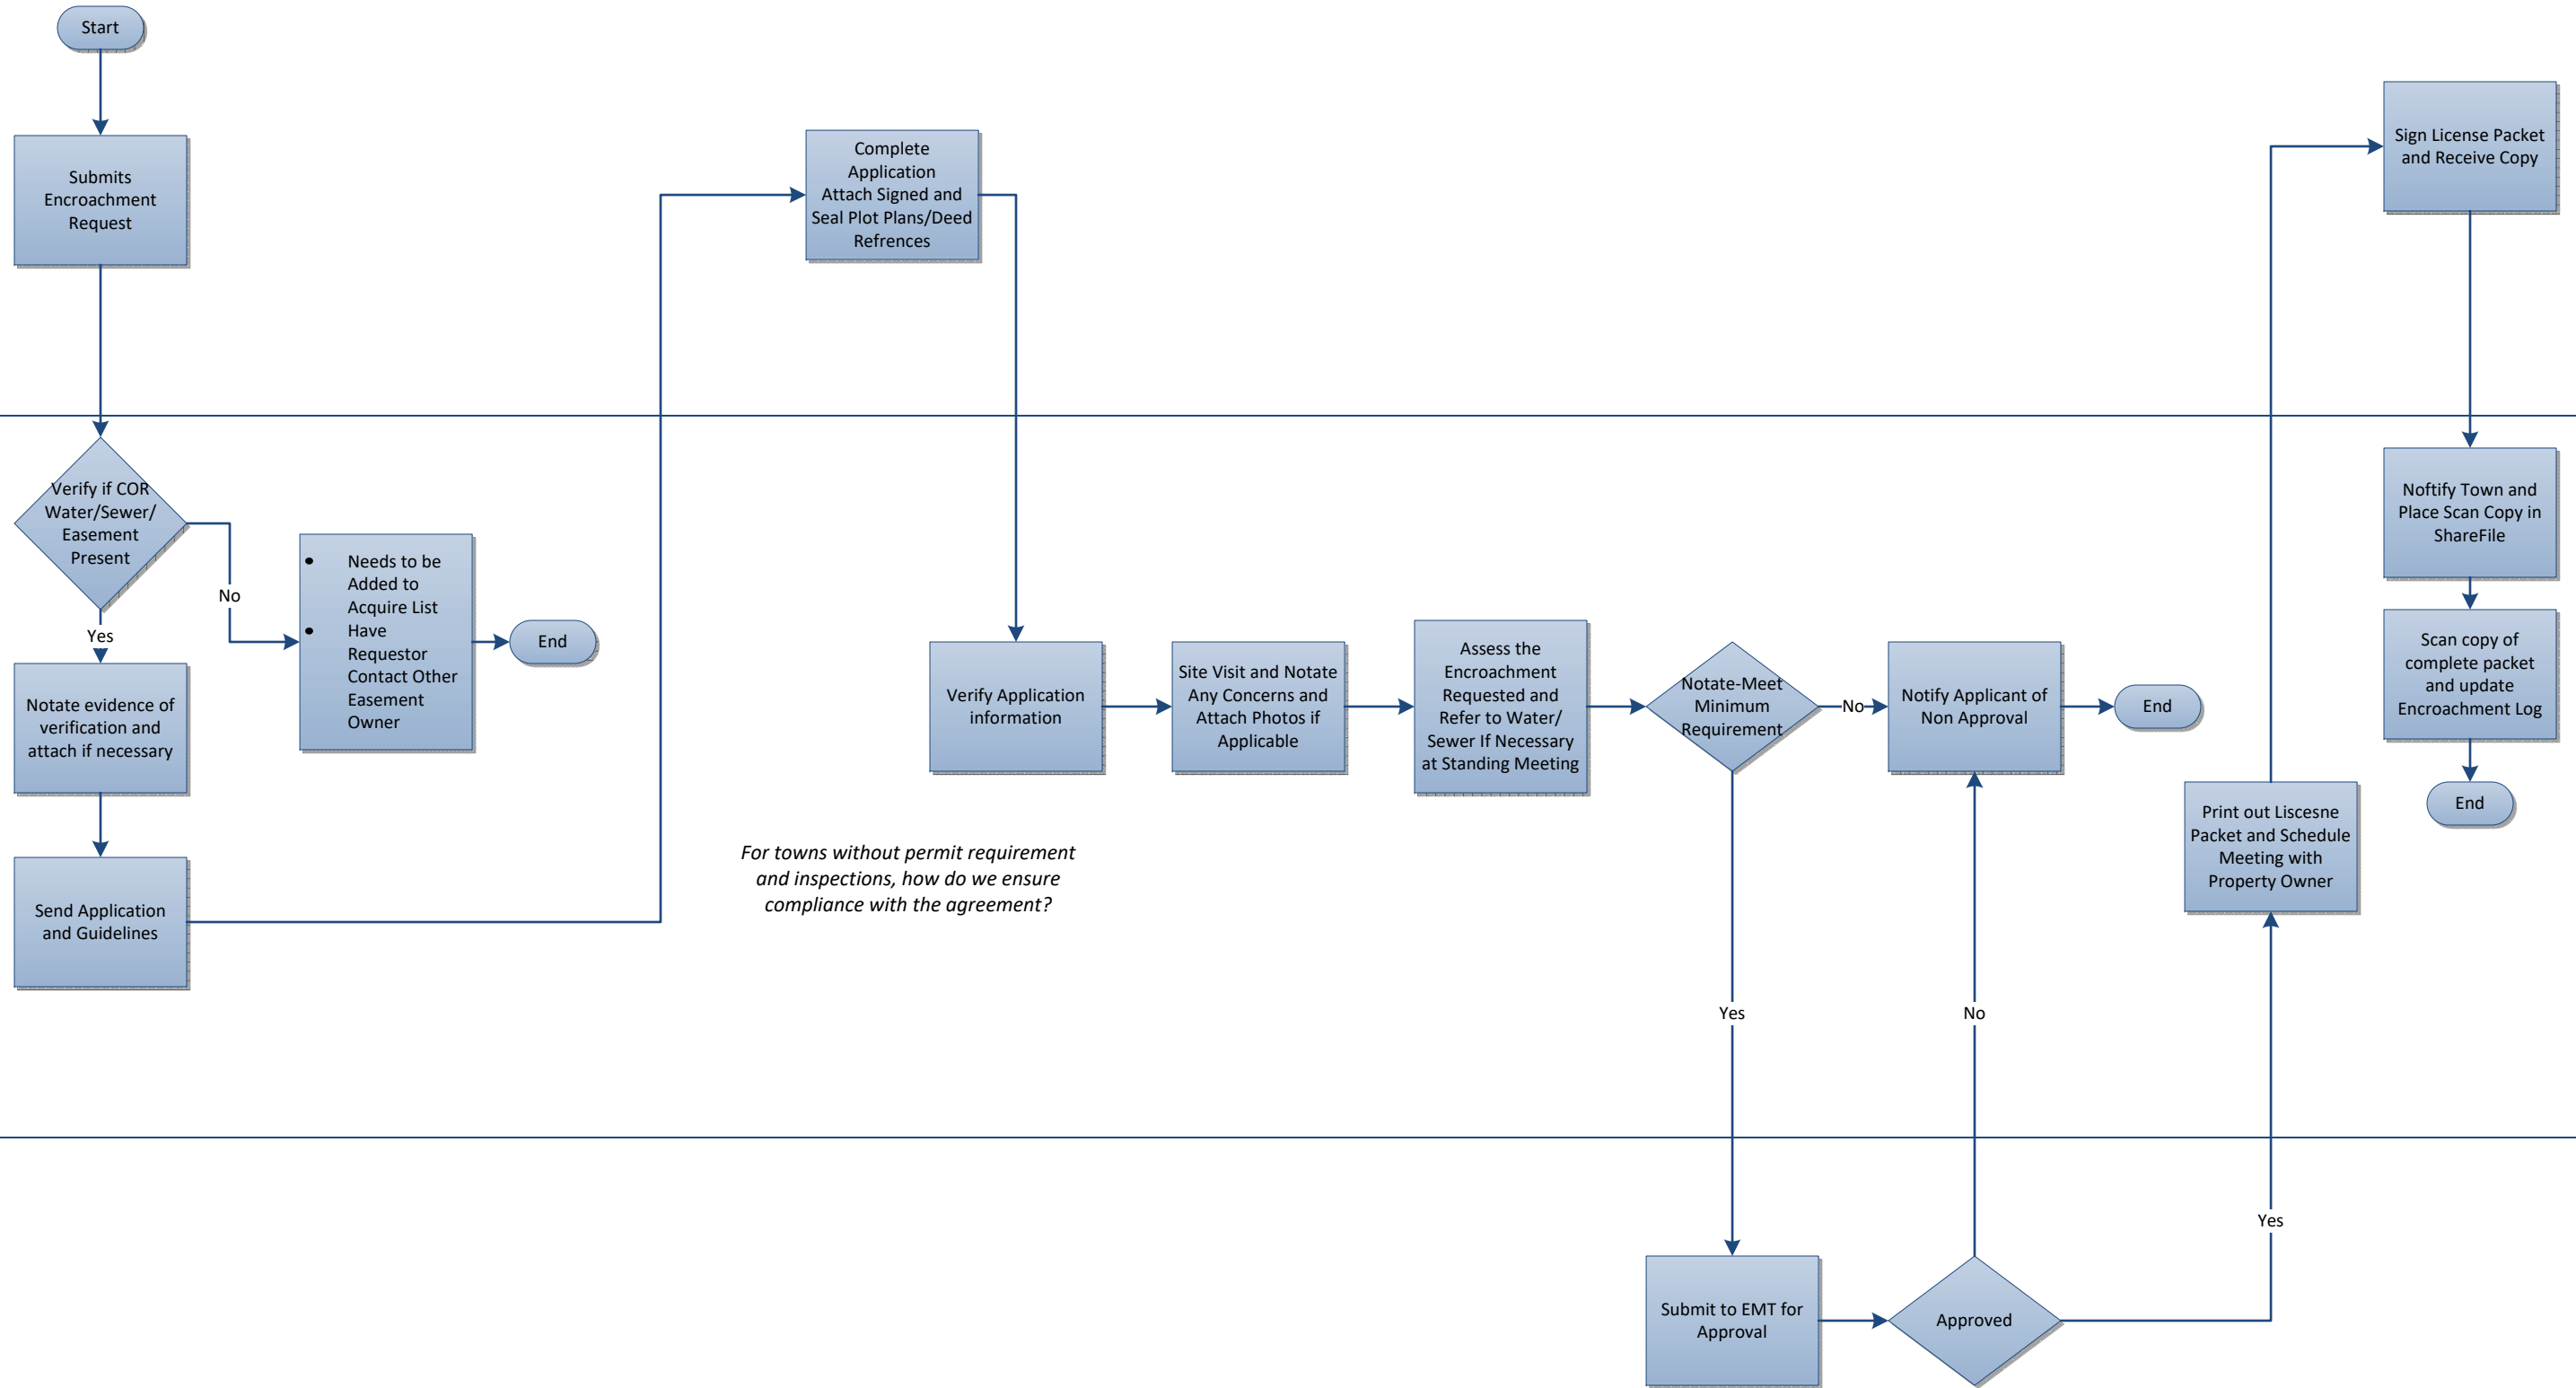 Start
Submits
Encroachment
Request
Complete
Application
Attach Signed and
Seal Plot Plans/Deed
Refrences
Sign License Packet
and Receive Copy
Verify if COR
Water/Sewer/
Easement
Present
No
Yes
• Needs to be
Added to
Acquire List
• Have
Requestor
Contact Other
Easement
Owner
End
Notate evidence of
verification and
attach if necessary
Send Application
and Guidelines
For towns without permit requirement
and inspections, how do we ensure
compliance with the agreement?
Verify Application
information
Site Visit and Notate
Any Concerns and
Attach Photos if
Applicable
Assess the
Encroachment
Requested and
Refer to Water/
Sewer If Necessary
at Standing Meeting
Notate-Meet
Minimum
Requirement
No
Notify Applicant of
Non Approval
End
Yes
No
Submit to EMT for
Approval
Approved
Yes
Print out Liscesne
Packet and Schedule
Meeting with
Property Owner
Noftify Town and
Place Scan Copy in
ShareFile
Scan copy of
complete packet
and update
Encroachment Log
End